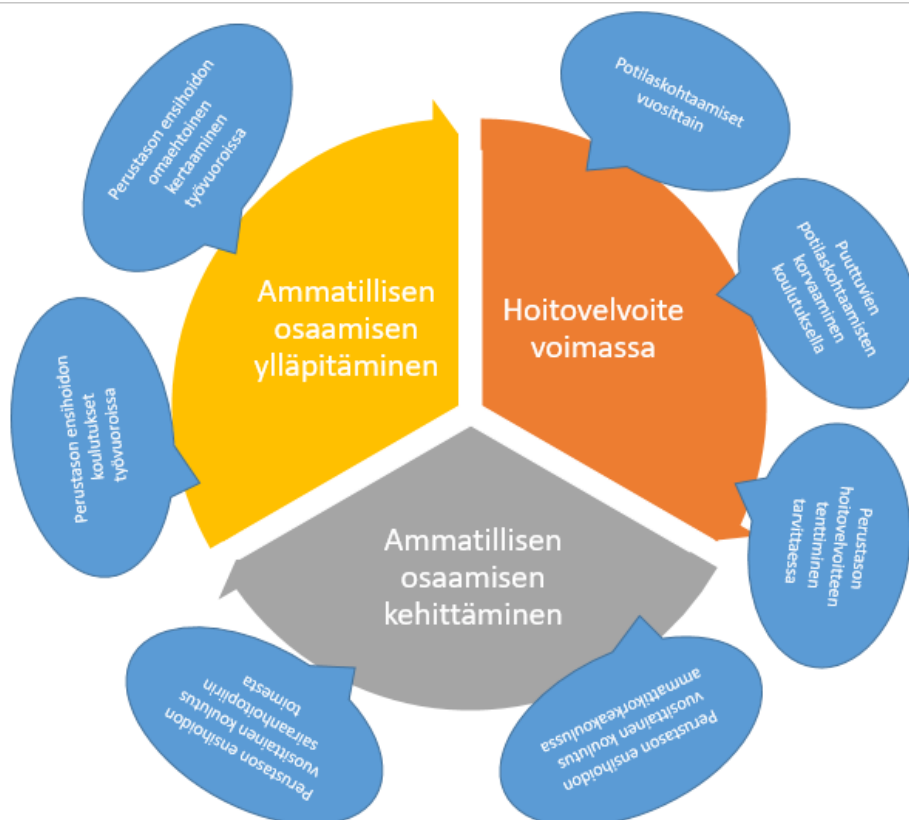 Perustason ensihoidon
omaehtoinen
kertaaminen
työvuoroissa
Potilaskohtaamiset
vuosittain
Puuttuvien
potilaskohtaamisten
korvaaminen
koulutuksella
Ammatillisen
osaamisen
ylläpitäminen
Hoitovelvoite
voimassa
Perustason ensihoidon
koulutukset
työvuoroissa
Perustason
hoitovelvoitteen
tenttiminen
tarvittaessa
Ammatillisen
osaamisen
kehittäminen
Perustason ensihoidon
vuosittainen koulutus
sairaanhoitopiirin
toimesta
Perustason ensihoidon
vuosittainen koulutus
ammattikorkeakoulussa